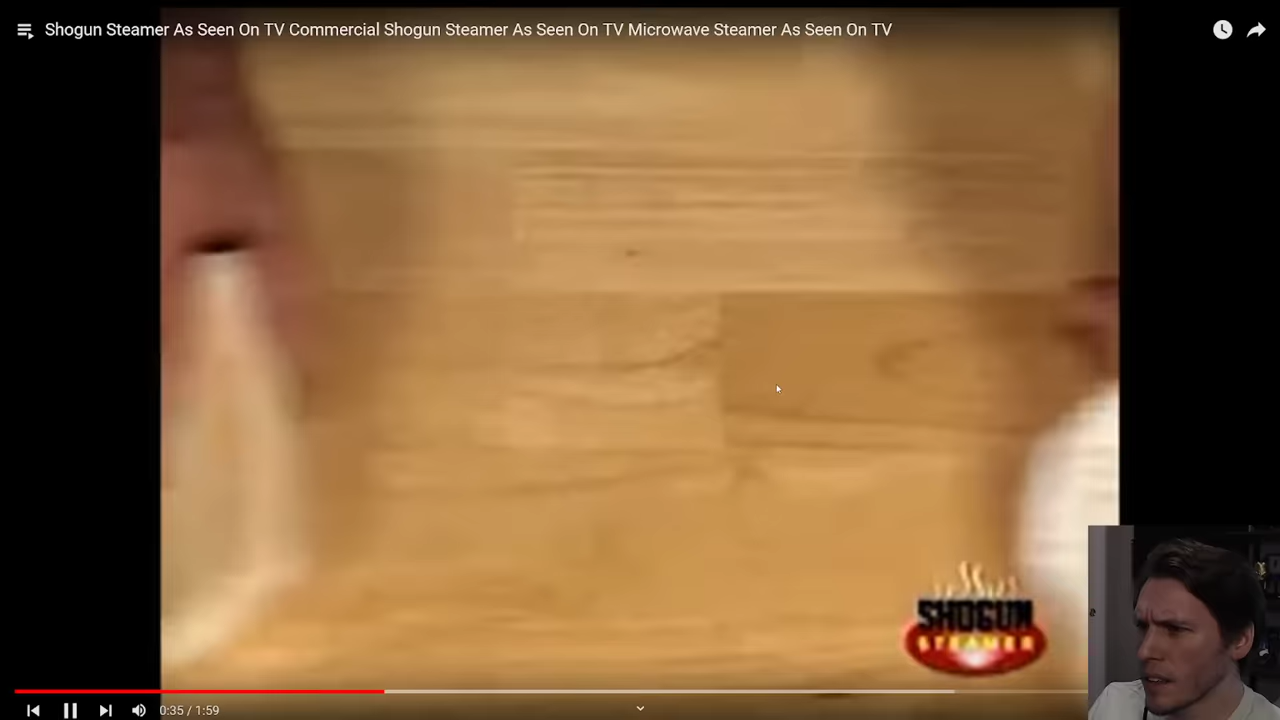 Shogun Steamer As Seen On TV Commercial Shogun Steamer As Seen On TV Microwave Steamer As Seen On TV
SHOGUN
STEAMER
0:35 / 1:59